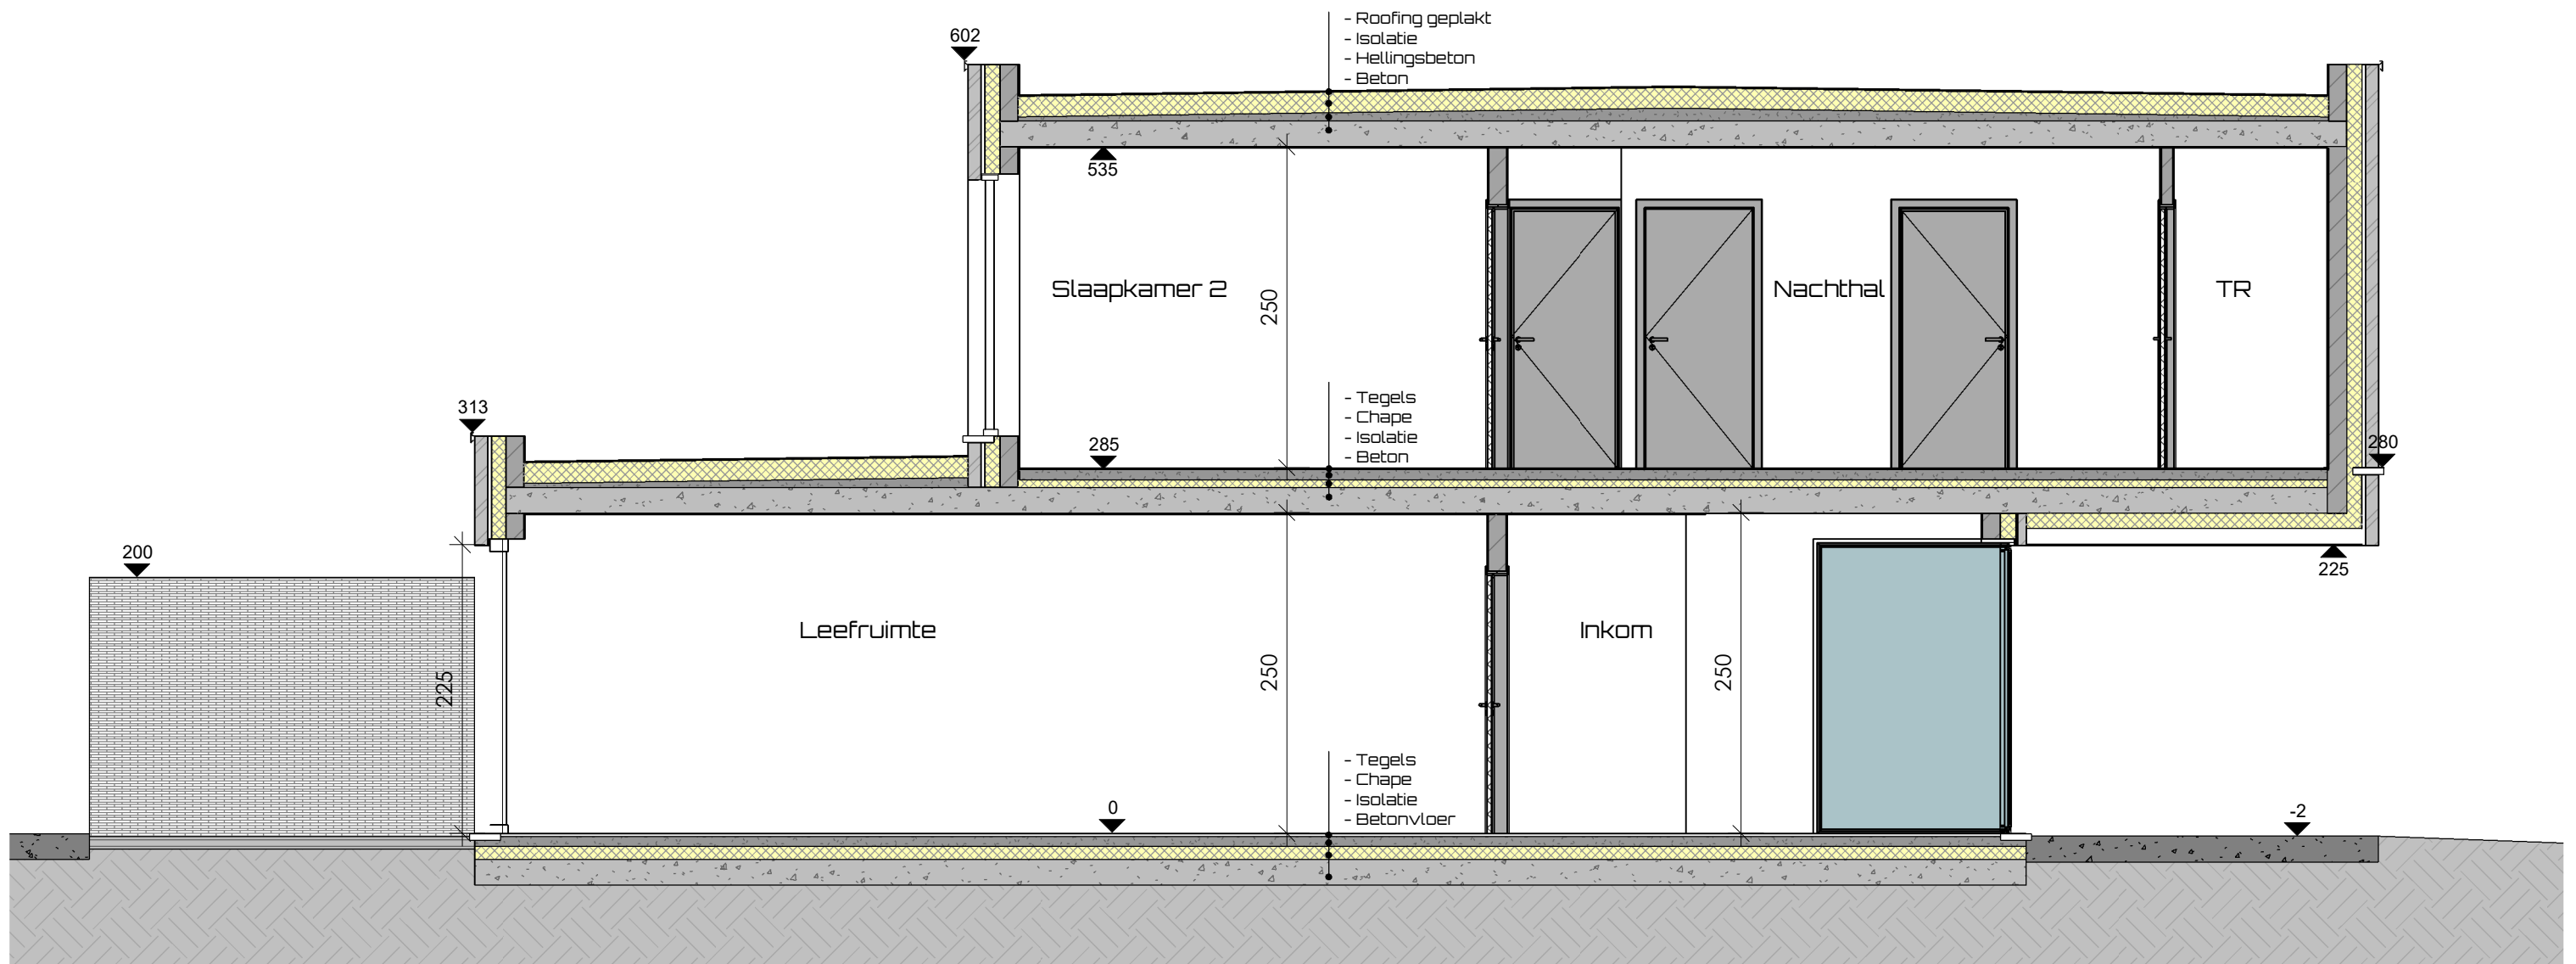 - Roofing geplakt
- Isolatie
- Hellingsbeton
- Beton
602
535
Slaapkamer 2
250
Nachthal
TR
- Tegels
- Chape
- Isolatie
- Beton
313
285
280
200
225
225
Leefruimte
250
Inkom
250
- Tegels
- Chape
- Isolatie
- Betonvloer
0
-2